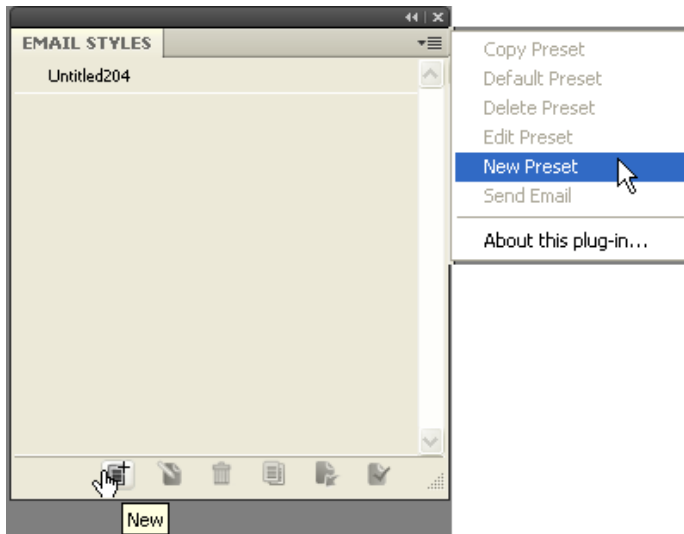 EMAIL STYLES
Untitled204
Copy Preset
Default Preset
Delete Preset
Edit Preset
New Preset
Send Email
About this plug-in...
New